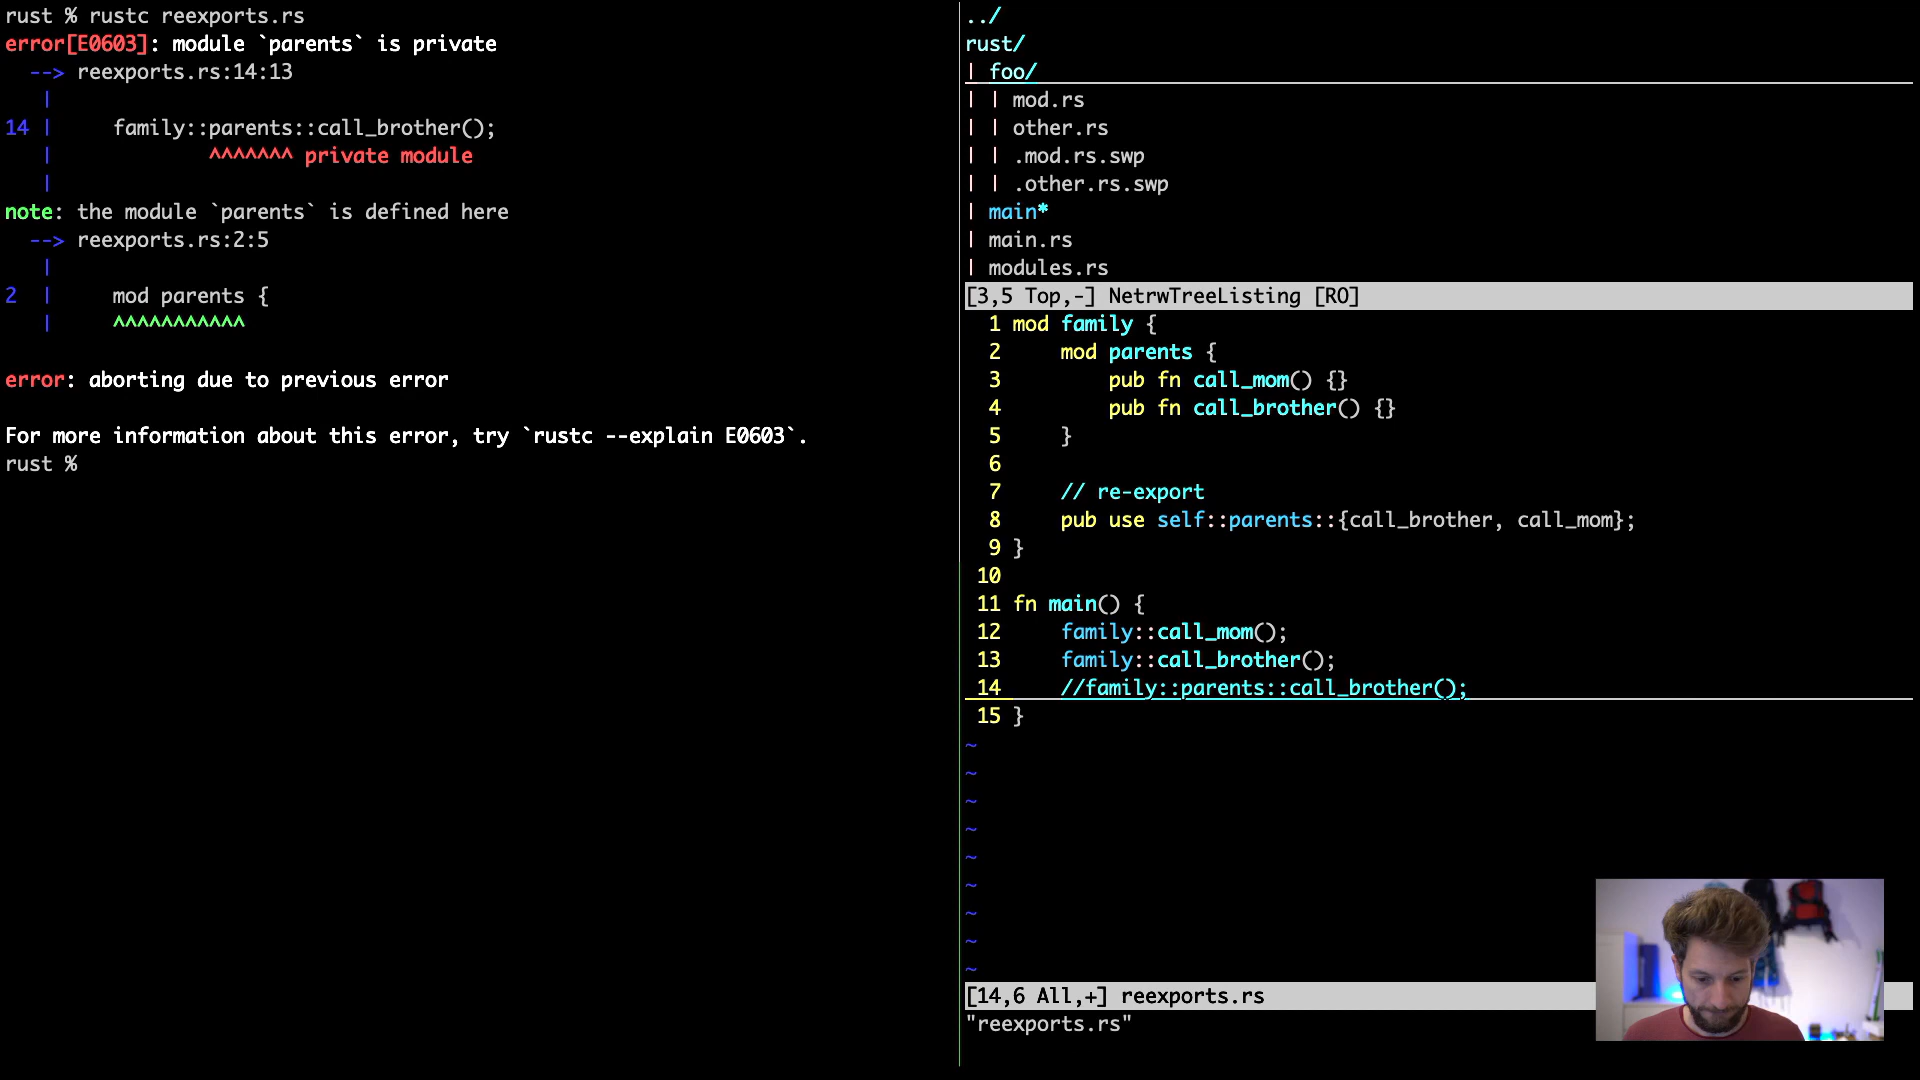 rust % rustc reexports.rs
error[E0603]: module `parents` is private
--> reexports.rs:14:13
|
14 | family::parents::call_brother();
| ^^^^^^^ private module
|
note: the module `parents` is defined here
--> reexports.rs:2:5
|
2 | mod parents {
| ^^^^^^^^^^^
error: aborting due to previous error
For more information about this error, try `rustc --explain E0603`.
rust %
../
rust/
| foo/
| | mod.rs
| | other.rs
| | .mod.rs.swp
| | .other.rs.swp
| main*
| main.rs
| modules.rs
[3,5 Top,-] NetrwTreeListing [RO]
1 mod family {
2     mod parents {
3         pub fn call_mom() {}
4         pub fn call_brother() {}
5     }
6
7     // re-export
8     pub use self::parents::{call_brother, call_mom};
9 }
10
11 fn main() {
12     family::call_mom();
13     family::call_brother();
14     //family::parents::call_brother();
15 }
~
~
~
~
~
~
~
~
~
[14,6 All,+] reexports.rs
"reexports.rs"